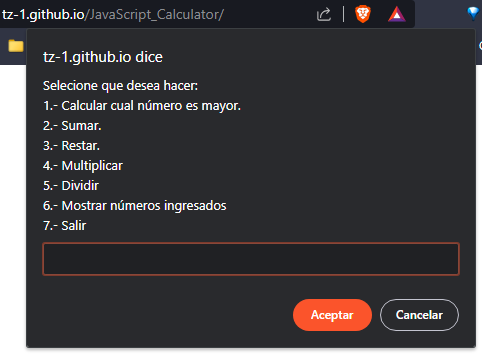 tz-1.github.io/JavaScript_Calculator/
tz-1.github.io dice
Selecione que desea hacer:
1.- Calcular cual número es mayor.
2.- Sumar.
3.- Restar.
4.- Multiplicar
5.- Dividir
6.- Mostrar números ingresados
7.- Salir
Aceptar
Cancelar